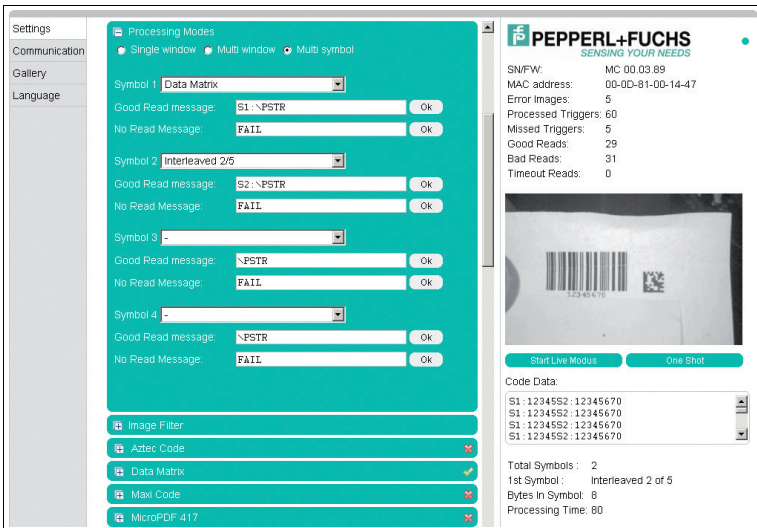 Settings
Communication
Gallery
Language
Processing Modes
Single window Multi window Multi symbol
Symbol 1 Data Matrix
Good Read message: S1:\PSTR Ok
No Read Message: FAIL Ok
Symbol 2 Interleaved 2/5
Good Read message: S2:\PSTR Ok
No Read Message: FAIL Ok
Symbol 3 -
Good Read message: \PSTR Ok
No Read Message: FAIL Ok
Symbol 4 -
Good Read message: \PSTR Ok
No Read Message: FAIL Ok
Image Filter
Aztec Code
Data Matrix
Maxi Code
MicroPDF 417
PEPPERL+FUCHS
SENSING YOUR NEEDS
SN/FW: MC 00.03.89
MAC address: 00-0D-81-00-14-47
Error Images: 5
Processed Triggers: 60
Missed Triggers: 5
Good Reads: 29
Bad Reads: 31
Timeout Reads: 0
12345670
Start Live Modus One Shot
Code Data:
S1:12345S2:12345670
S1:12345S2:12345670
S1:12345S2:12345670
S1:12345S2:12345670
Total Symbols : 2
1st Symbol : Interleaved 2 of 5
Bytes In Symbol: 8
Processing Time: 80